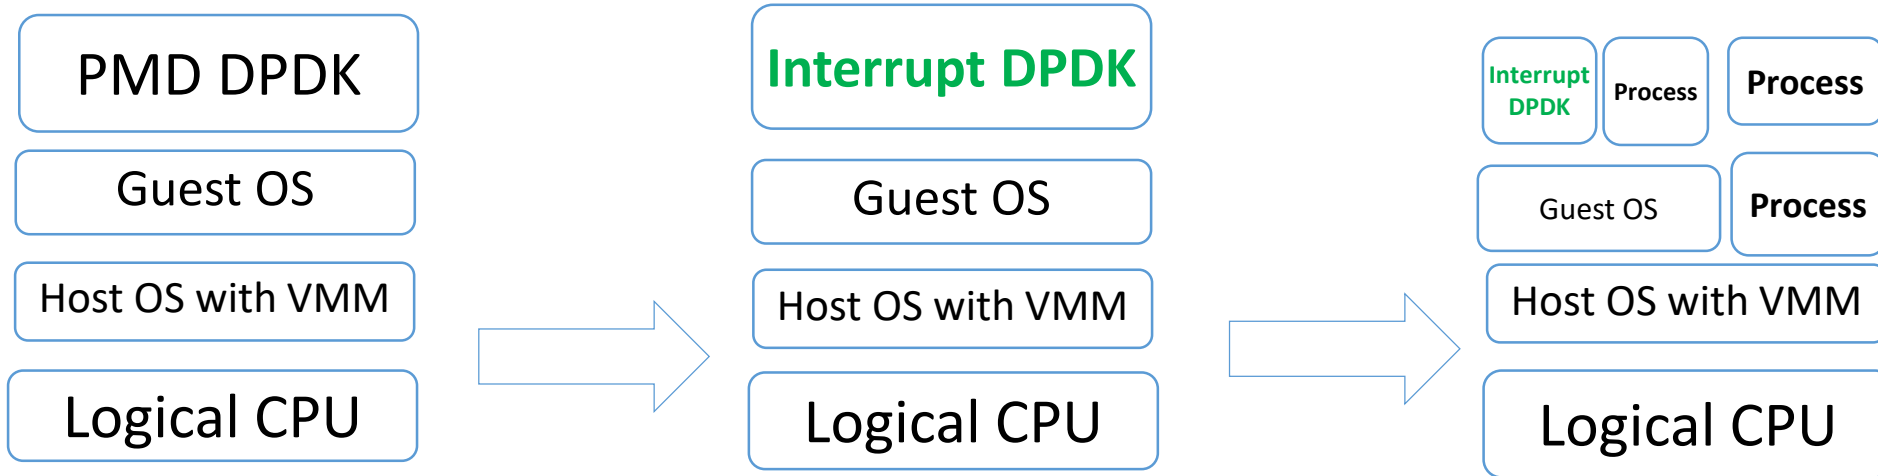 PMD DPDK
Guest OS
Host OS with VMM
Logical CPU
Interrupt DPDK
Guest OS
Host OS with VMM
Logical CPU
Interrupt
DPDK
Process
Process
Guest OS
Process
Host OS with VMM
Logical CPU